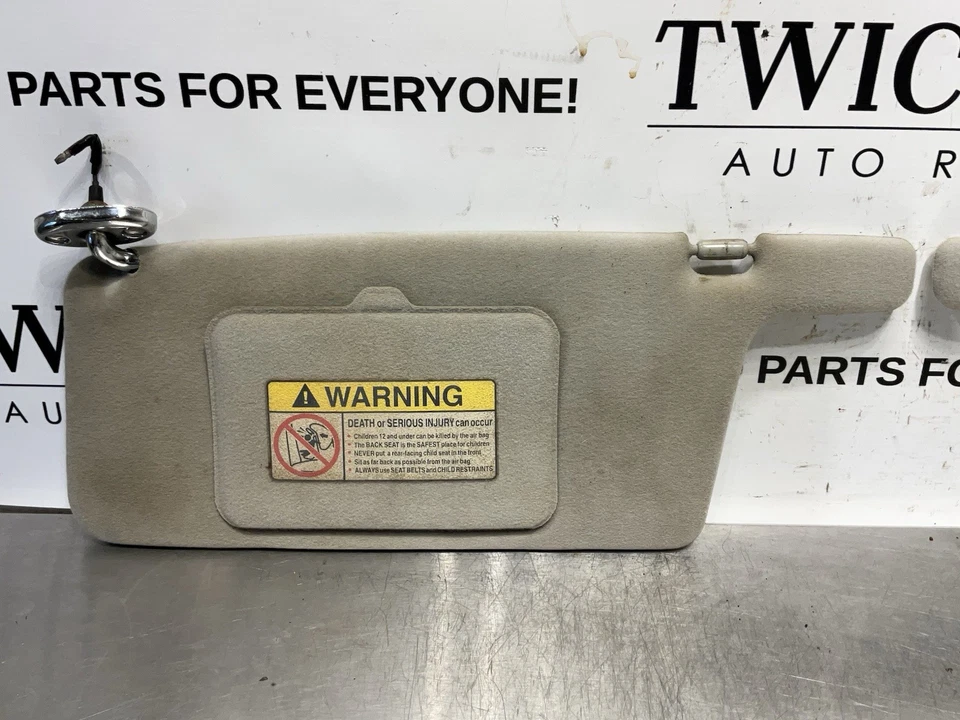 PARTS FOR EVERYONE!
TWIC
AUTO R
W
AU
PARTS FO
WARNING
DEATH or SERIOUS INJURY can occur
• Children 12 and under can be killed by the air bag
• The BACK SEAT is the SAFEST place for children
• NEVER put a rear-facing child seat in the front
• Sit as far back as possible from the air bag
• ALWAYS use SEAT BELTS and CHILD RESTRAINTS